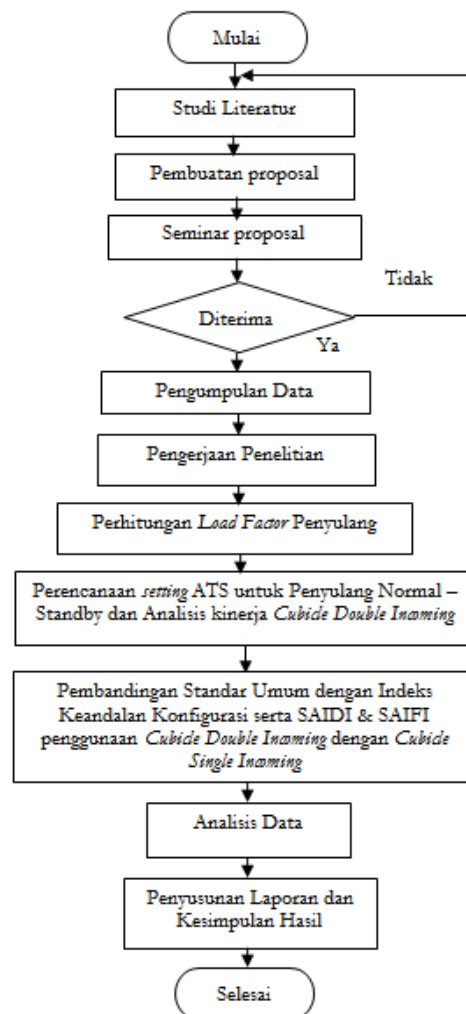 Mulai
Studi Literatur
Pembuatan proposal
Seminar proposal
Tidak
Diterima
Ya
Pengumpulan Data
Pengerjaan Penelitian
Perhitungan Load Factor Penyulang
Perencanaan setting ATS untuk Penyulang Normal –
Standby dan Analisis kinerja Cubicle Double Incoming
Pembandingan Standar Umum dengan Indeks
Keandalan Konfigurasi serta SAIDI & SAIFI
penggunaan Cubicle Double Incoming dengan Cubicle
Single Incoming
Analisis Data
Penyusunan Laporan dan
Kesimpulan Hasil
Selesai